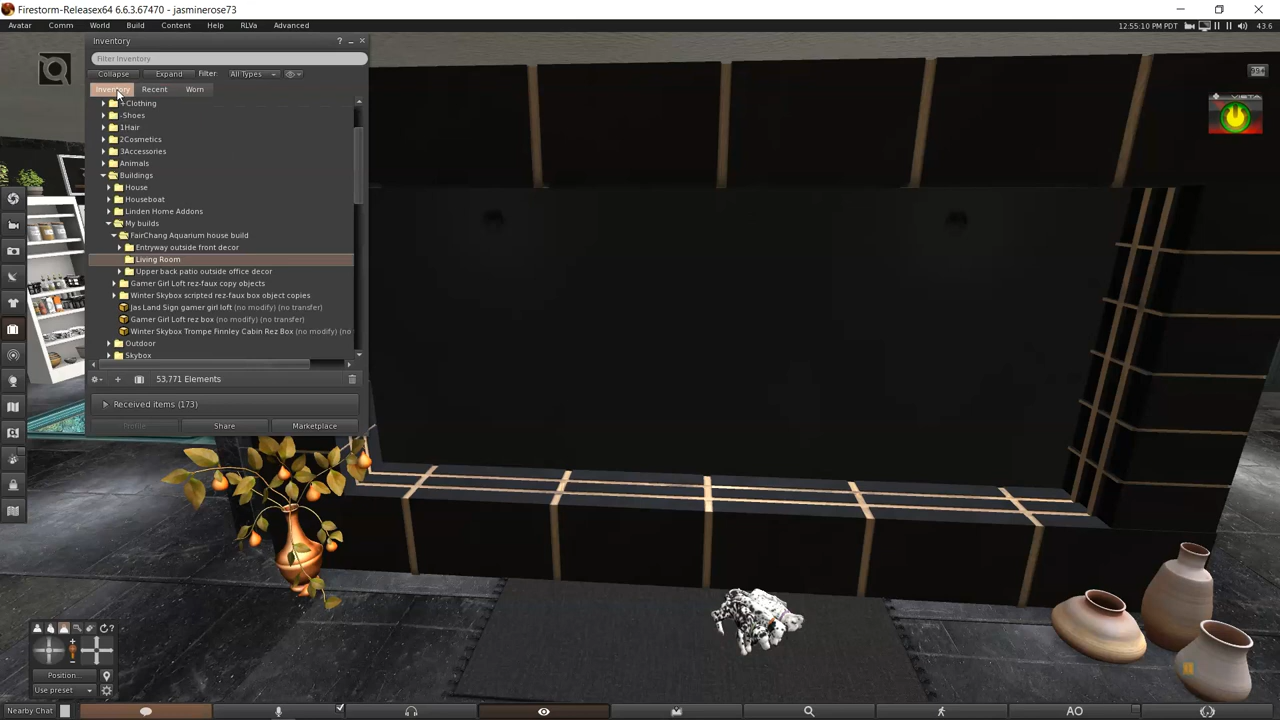 Firestorm-Releasex64 6.6.3.67470 - jasminerose73
Avatar Comm World Build Content Help RLVa Advanced
12:55:10 PM PDT 43.6
Inventory
Filter Inventory
Collapse Expand Filter: All Types
Inventory Recent Worn
+Clothing
-Shoes
1Hair
2Cosmetics
3Accessories
Animals
Buildings
House
Houseboat
Linden Home Addons
My builds
FairChang Aquarium house build
Entryway outside front decor
Living Room
Upper back patio outside office decor
Gamer Girl Loft rez-faux copy objects
Winter Skybox scripted rez-faux box object copies
Jas Land Sign gamer girl loft (no modify) (no transfer)
Gamer Girl Loft rez box (no modify) (no transfer)
Winter Skybox Trompe Finnley Cabin Rez Box (no modify) (no
Outdoor
Skybox
53,771 Elements
Received items (173)
Profile Share Marketplace
Position...
Use preset
Nearby Chat
AO